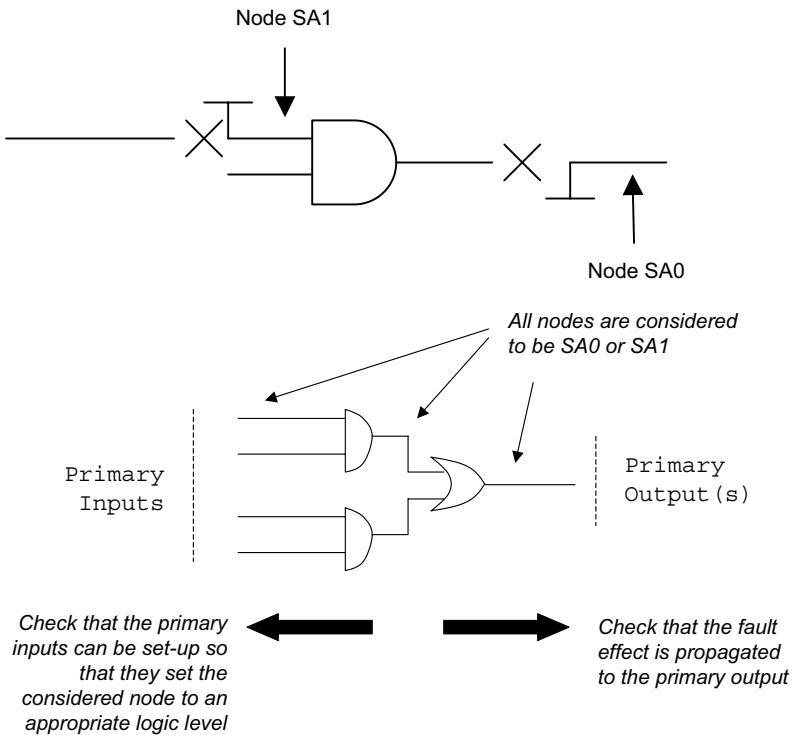 Node SA1
Node SA0
All nodes are considered
to be SA0 or SA1
Primary
Inputs
Primary
Output(s)
Check that the primary
inputs can be set-up so
that they set the
considered node to an
appropriate logic level
Check that the fault
effect is propagated
to the primary output